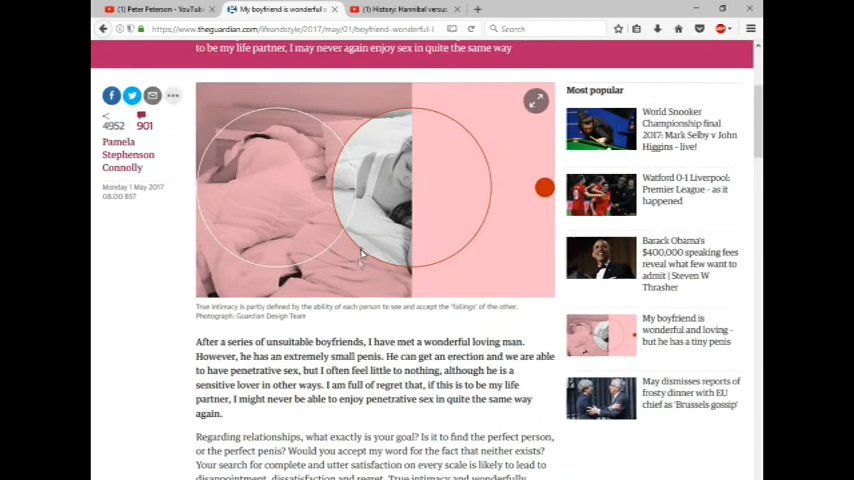 (1) Peter Peterson - YouTube
My boyfriend is wonderful a
(1) History: Hannibal versus
https://www.theguardian.com/lifeandstyle/2017/may/01/boyfriend-wonderful-l
Search
to be my life partner, I may never again enjoy sex in quite the same way
4952 901
Pamela
Stephenson
Connolly
Monday 1 May 2017
08.00 BST
True intimacy is partly defined by the ability of each person to see and accept the 'failings' of the other.
Photograph: Guardian Design Team
After a series of unsuitable boyfriends, I have met a wonderful loving man.
However, he has an extremely small penis. He can get an erection and we are able
to have penetrative sex, but I often feel little to nothing, although he is a
sensitive lover in other ways. I am full of regret that, if this is to be my life
partner, I might never be able to enjoy penetrative sex in quite the same way
again.
Regarding relationships, what exactly is your goal? Is it to find the perfect person,
or the perfect penis? Would you accept my word for the fact that neither exists?
Your search for complete and utter satisfaction on every scale is likely to lead to
disappointment, dissatisfaction and regret. True intimacy and wonderfully
Most popular
World Snooker
Championship final
2017: Mark Selby v John
Higgins - live!
Watford 0-1 Liverpool:
Premier League - as it
happened
Barack Obama's
$400,000 speaking fees
reveal what few want to
admit | Steven W
Thrasher
My boyfriend is
wonderful and loving -
but he has a tiny penis
May dismisses reports of
frosty dinner with EU
chief as 'Brussels gossip'